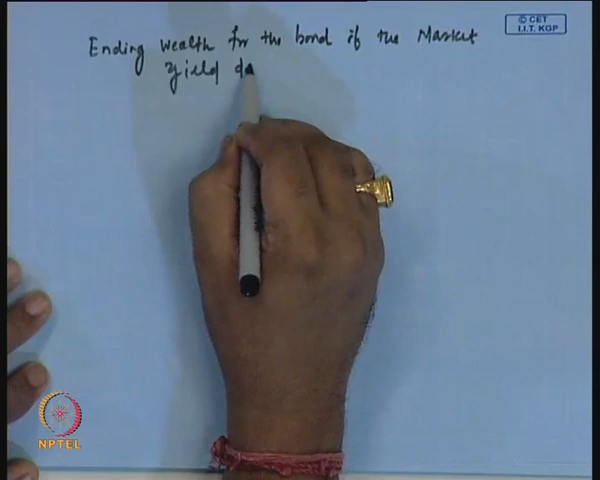 © CET
I.I.T. KGP
Ending wealth for the bond if the Market
yield
NPTEL